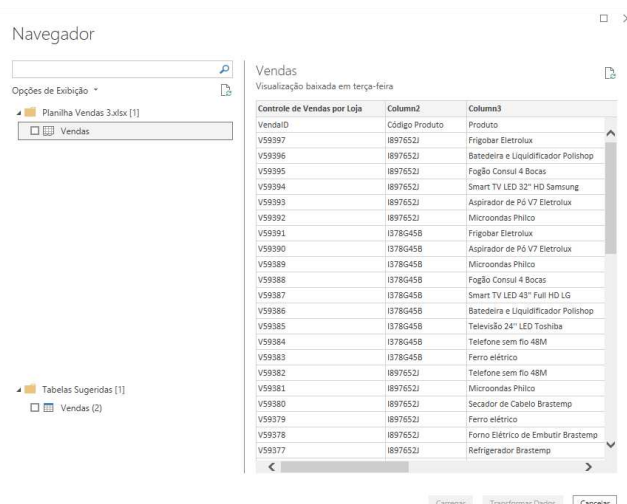 Navegador
Opções de Exibição
Planilha Vendas 3.xlsx [1]
Vendas
Tabelas Sugeridas [1]
Vendas (2)
Vendas
Visualização baixada em terça-feira
Controle de Vendas por Loja Column2 Column3
VendaID Código Produto Produto
V59397 I897652J Frigobar Eletrolux
V59396 I897652J Batedeira e Liquidificador Polishop
V59395 I897652J Fogão Consul 4 Bocas
V59394 I897652J Smart TV LED 32" HD Samsung
V59393 I897652J Aspirador de Pó V7 Eletrolux
V59392 I897652J Microondas Philco
V59391 I378G45B Frigobar Eletrolux
V59390 I378G45B Aspirador de Pó V7 Eletrolux
V59389 I378G45B Microondas Philco
V59388 I378G45B Fogão Consul 4 Bocas
V59387 I378G45B Smart TV LED 43" Full HD LG
V59386 I378G45B Batedeira e Liquidificador Polishop
V59385 I378G45B Televisão 24" LED Toshiba
V59384 I378G45B Telefone sem fio 48M
V59383 I378G45B Ferro elétrico
V59382 I897652J Telefone sem fio 48M
V59381 I897652J Microondas Philco
V59380 I897652J Secador de Cabelo Brastemp
V59379 I897652J Ferro elétrico
V59378 I897652J Forno Elétrico de Embutir Brastemp
V59377 I897652J Refrigerador Brastemp
Carregar Transformar Dados Cancelar